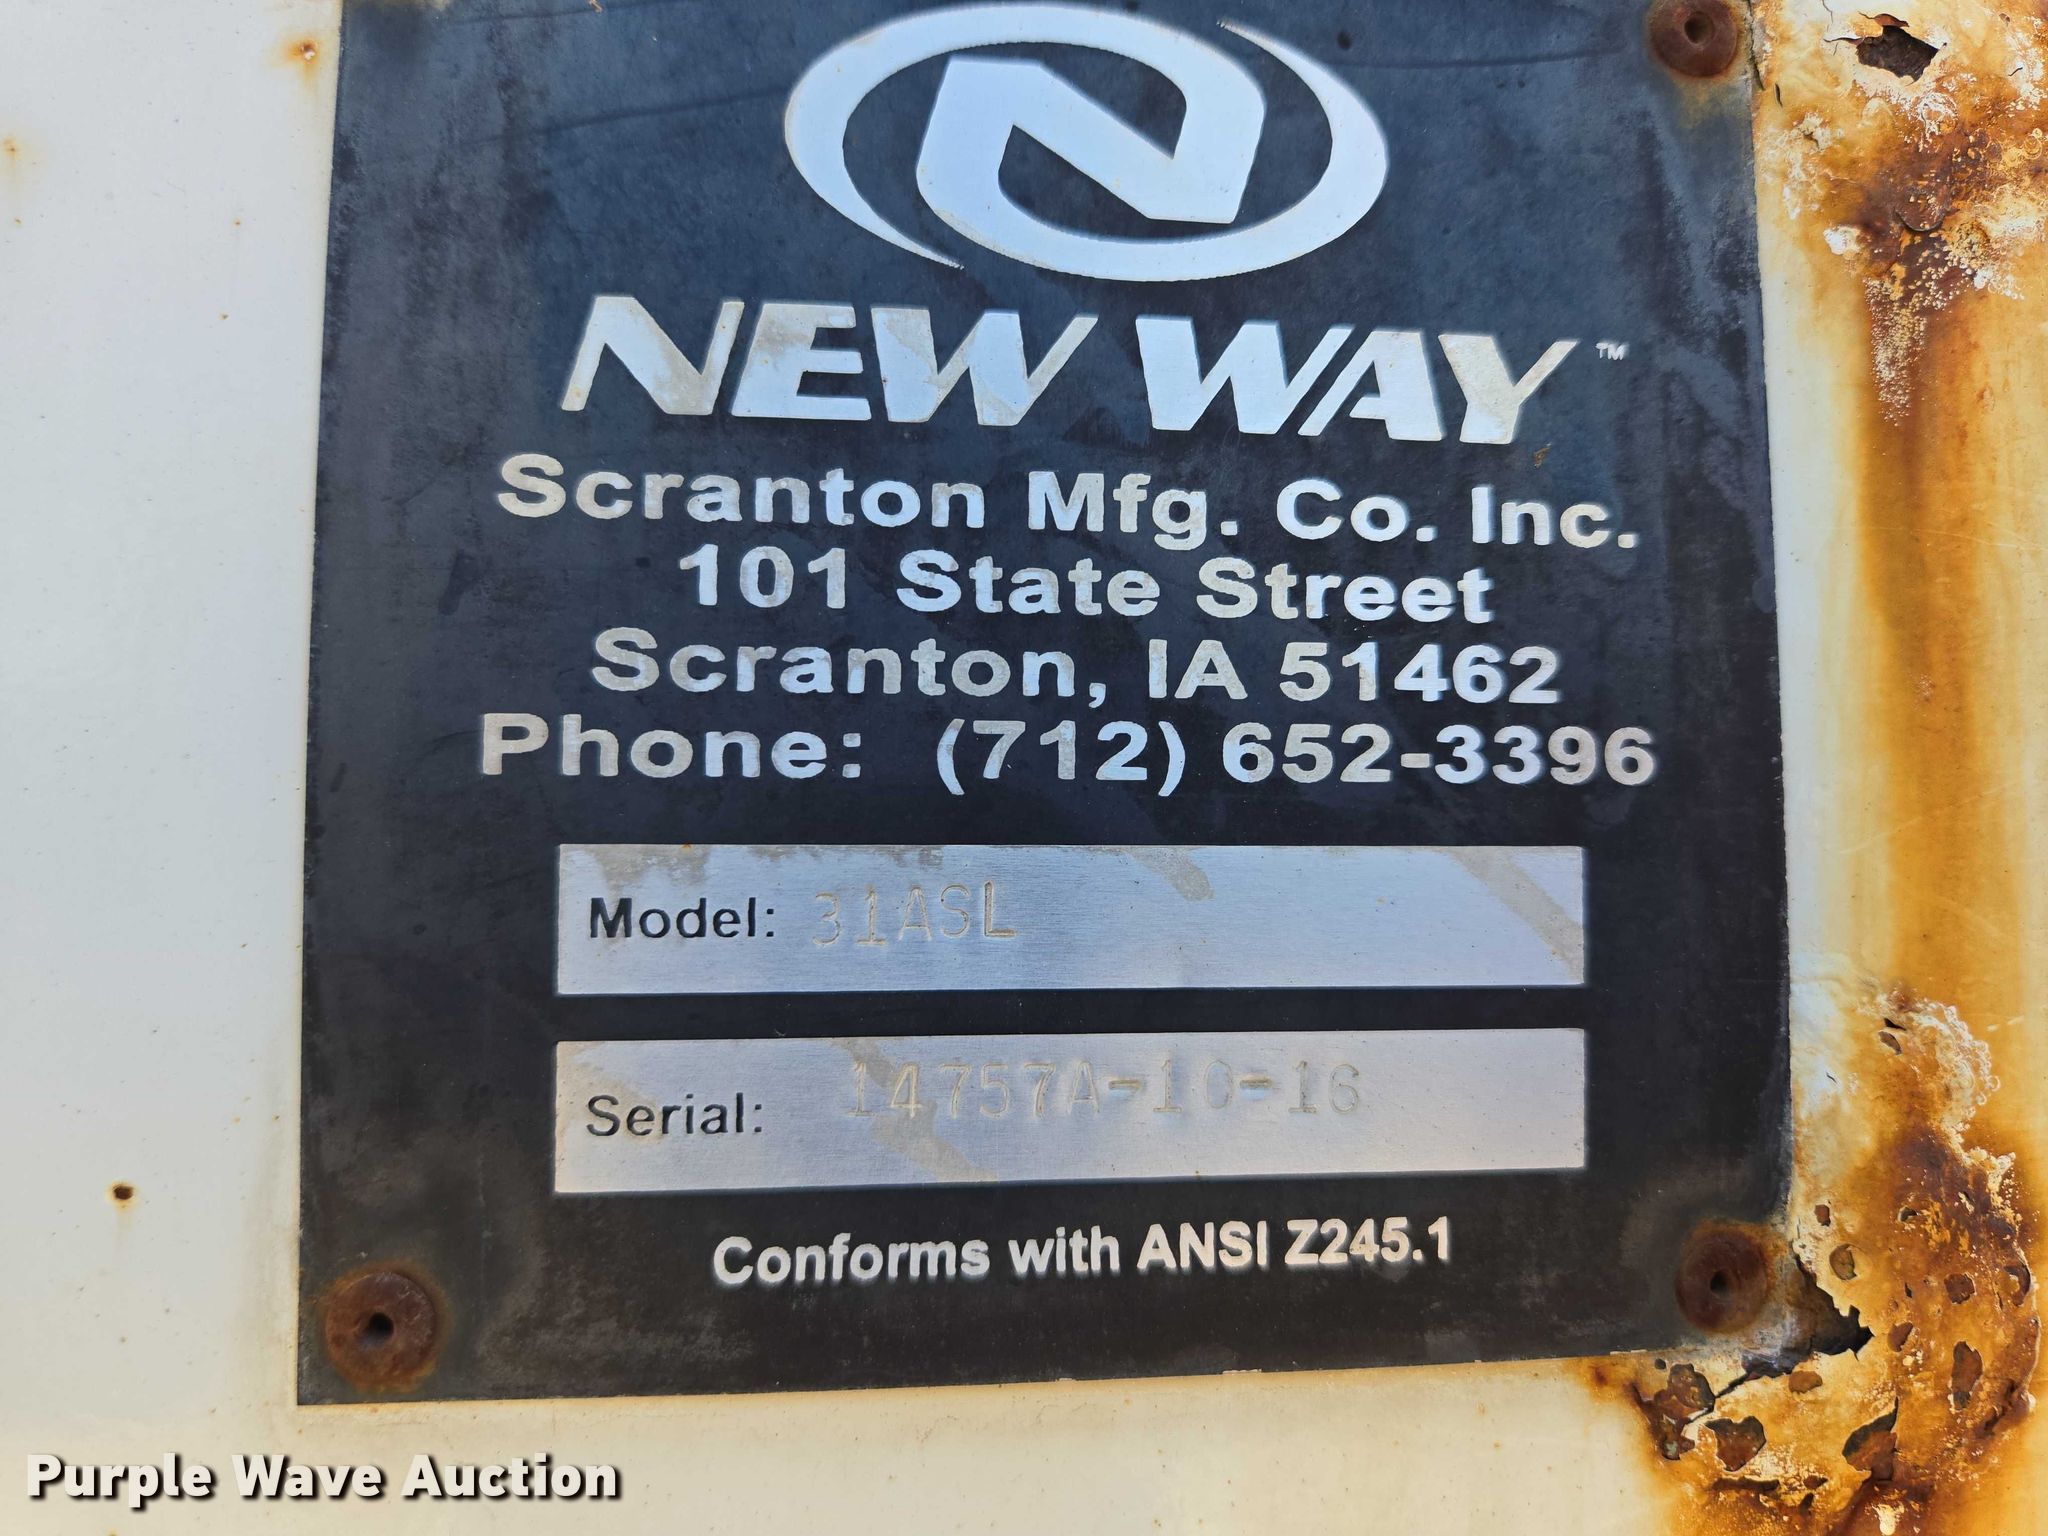 NEW WAY™
Scranton Mfg. Co. Inc.
101 State Street
Scranton, IA 51462
Phone: (712) 652-3396
Model: 31ASL
Serial: 14757A-10-16
Conforms with ANSI Z245.1
Purple Wave Auction